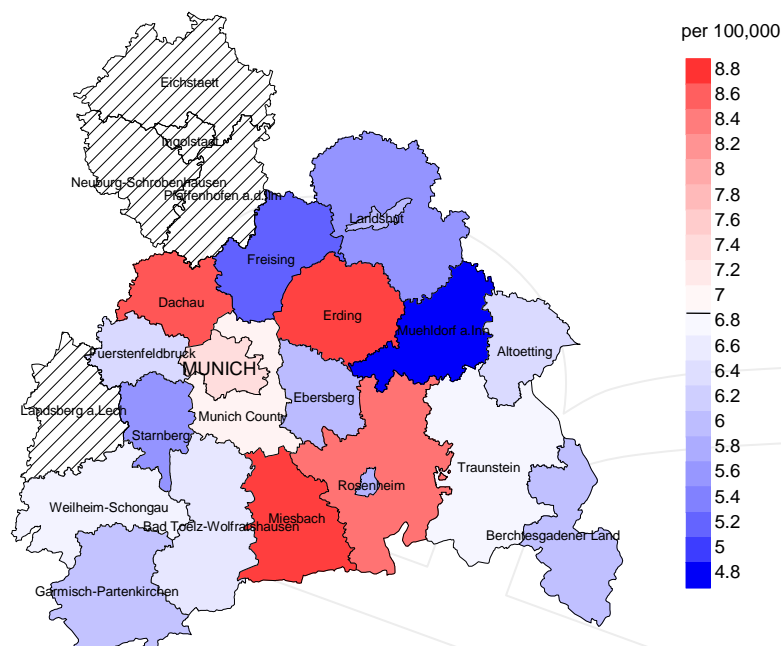 per 100,000
8.8
8.6
8.4
8.2
8
7.8
7.6
7.4
7.2
7
6.8
6.6
6.4
6.2
6
5.8
5.6
5.4
5.2
5
4.8
Eichstaett
Ingolstadt
Neuburg-Schrobenhausen
Pfaffenhofen a.d.Ilm
Landshut
Freising
Dachau
Erding
Muehldorf a.Inn
Altoetting
Fuerstenfeldbruck
MUNICH
Ebersberg
Landsberg a.Lech
Munich County
Starnberg
Traunstein
Rosenheim
Weilheim-Schongau
Miesbach
Bad Toelz-Wolfratshausen
Berchtesgadener Land
Garmisch-Partenkirchen